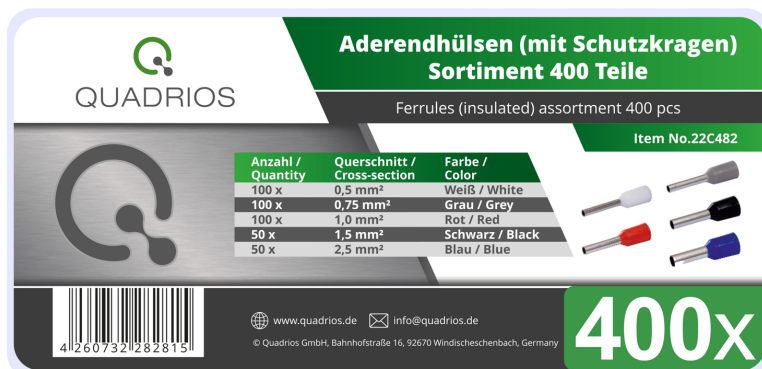 QUADRIOS
Aderendhülsen (mit Schutzkragen)
Sortiment 400 Teile
Ferrules (insulated) assortment 400 pcs
Item No.22C482
Anzahl / Quantity Querschnitt / Cross-section Farbe / Color
100 x 0,5 mm² Weiß / White
100 x 0,75 mm² Grau / Grey
100 x 1,0 mm² Rot / Red
50 x 1,5 mm² Schwarz / Black
50 x 2,5 mm² Blau / Blue
4 260732 282815
www.quadrios.de info@quadrios.de
© Quadrios GmbH, Bahnhofstraße 16, 92670 Windischeschenbach, Germany
400x